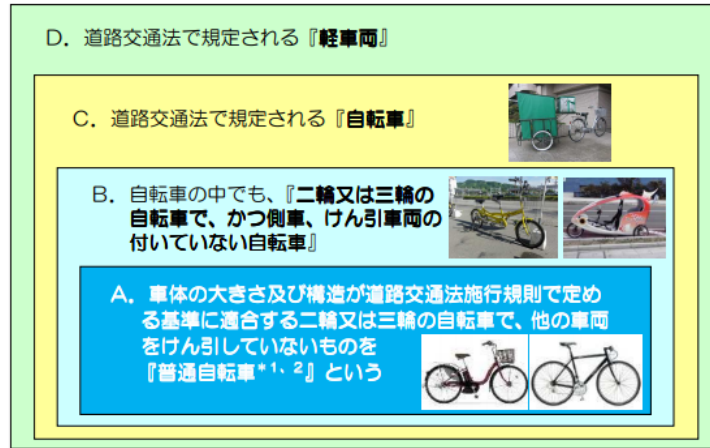 D．道路交通法で規定される『軽車両』
C．道路交通法で規定される『自転車』
B．自転車の中でも、『二輪又は三輪の
自転車で、かつ側車、けん引車両の
付いていない自転車』
A．車体の大きさ及び構造が道路交通法施行規則で定め
る基準に適合する二輪又は三輪の自転車で、他の車両
をけん引していないものを
『普通自転車*1、2』という